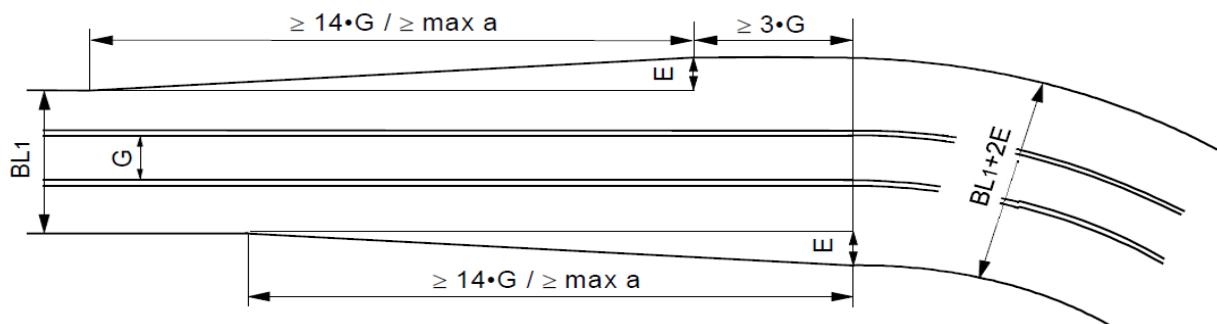 ≥ 14•G / ≥ max a
≥ 3•G
E
BL1
G
BL1+2E
E
≥ 14•G / ≥ max a